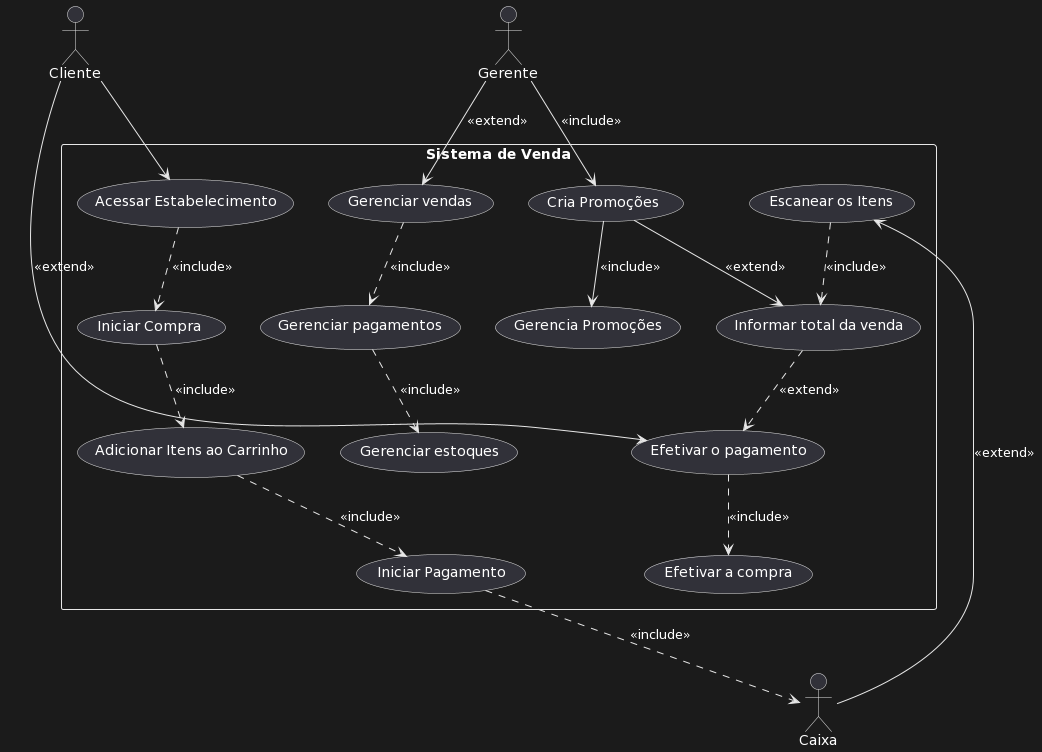 Cliente
Gerente
«extend»
«include»
Sistema de Venda
Acessar Estabelecimento
Gerenciar vendas
Cria Promoções
Escanear os Itens
«extend»
«include»
«include»
«include»
«extend»
«include»
Iniciar Compra
Gerenciar pagamentos
Gerencia Promoções
Informar total da venda
«include»
«include»
«extend»
Adicionar Itens ao Carrinho
Gerenciar estoques
Efetivar o pagamento
«extend»
«include»
«include»
Iniciar Pagamento
Efetivar a compra
«include»
Caixa